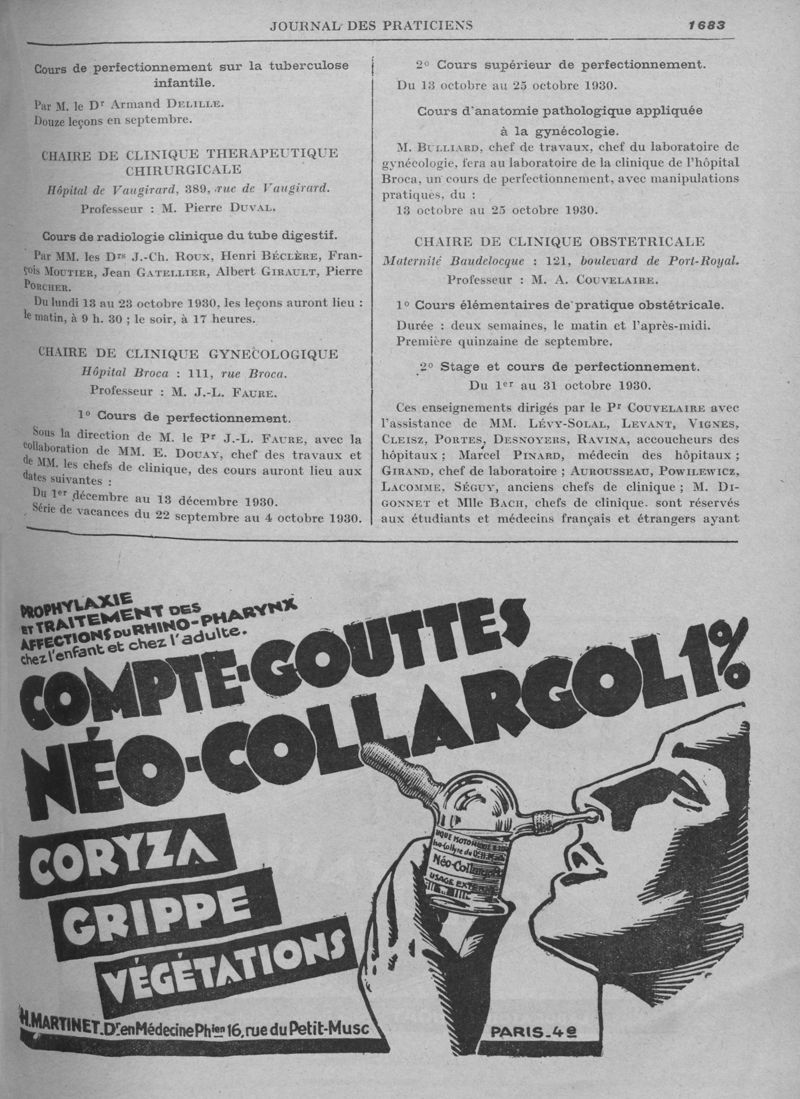 JOURNAL DES PRATICIENS
1683
Cours de perfectionnement sur la tuberculose
infantile.
Par M. le Dr Armand DELILLE.
Douze leçons en septembre.
CHAIRE DE CLINIQUE THERAPEUTIQUE
CHIRURGICALE
Hôpital de Vaugirard, 389, rue de Vaugirard.
Professeur : M. Pierre DUVAL.
Cours de radiologie clinique du tube digestif.
Par MM. les Drs J.-Ch. ROUX, Henri BÉCLÈRE, Fran-
çois MOUTIER, Jean GATELLIER, Albert GIRAULT, Pierre
PORCHER.
Du lundi 13 au 23 octobre 1930, les leçons auront lieu :
le matin, à 9 h. 30 ; le soir, à 17 heures.
CHAIRE DE CLINIQUE GYNECOLOGIQUE
Hôpital Broca : 111, rue Broca.
Professeur : M. J.-L. FAURE.
1o Cours de perfectionnement.
Sous la direction de M. le Pr J.-L. FAURE, avec la
collaboration de MM. E. DOUAY, chef des travaux et
de MM. les chefs de clinique, des cours auront lieu aux
dates suivantes :
Du 1er décembre au 13 décembre 1930.
Série de vacances du 22 septembre au 4 octobre 1930.
2o Cours supérieur de perfectionnement.
Du 13 octobre au 25 octobre 1930.
Cours d'anatomie pathologique appliquée
à la gynécologie.
M. BULLIARD, chef de travaux, chef du laboratoire de
gynécologie, fera au laboratoire de la clinique de l'hôpital
Broca, un cours de perfectionnement, avec manipulations
pratiques, du :
13 octobre au 25 octobre 1930.
CHAIRE DE CLINIQUE OBSTETRICALE
Maternité Baudelocque : 121, boulevard de Port-Royal.
Professeur : M. A. COUVELAIRE.
1o Cours élémentaires de pratique obstétricale.
Durée : deux semaines, le matin et l'après-midi.
Première quinzaine de septembre.
2o Stage et cours de perfectionnement.
Du 1er au 31 octobre 1930.
Ces enseignements dirigés par le Pr COUVELAIRE avec
l'assistance de MM. LÉVY-SOLAL, LEVANT, VIGNES,
CLEISZ, PORTES, DESNOYERS, RAVINA, accoucheurs des
hôpitaux ; Marcel PINARD, médecin des hôpitaux ;
GIRAND, chef de laboratoire ; AUROUSSEAU, POWILEWICZ,
LACOMME, SÉGUY, anciens chefs de clinique ; M. DI-
GONNET et Mlle BACH, chefs de clinique. sont réservés
aux étudiants et médecins français et étrangers ayant
PROPHYLAXIE
ET TRAITEMENT DES
AFFECTIONS DU RHINO-PHARYNX
chez l'enfant et chez l'adulte.
COMPTE-GOUTTES
NÉO-COLLARGOL 1%
CORYZA
GRIPPE
VÉGÉTATIONS
Néo-Collargol
USAGE EXTERNE
H.MARTINET.Dr.en Médecine Phien 16, rue du Petit-Musc
PARIS_4e